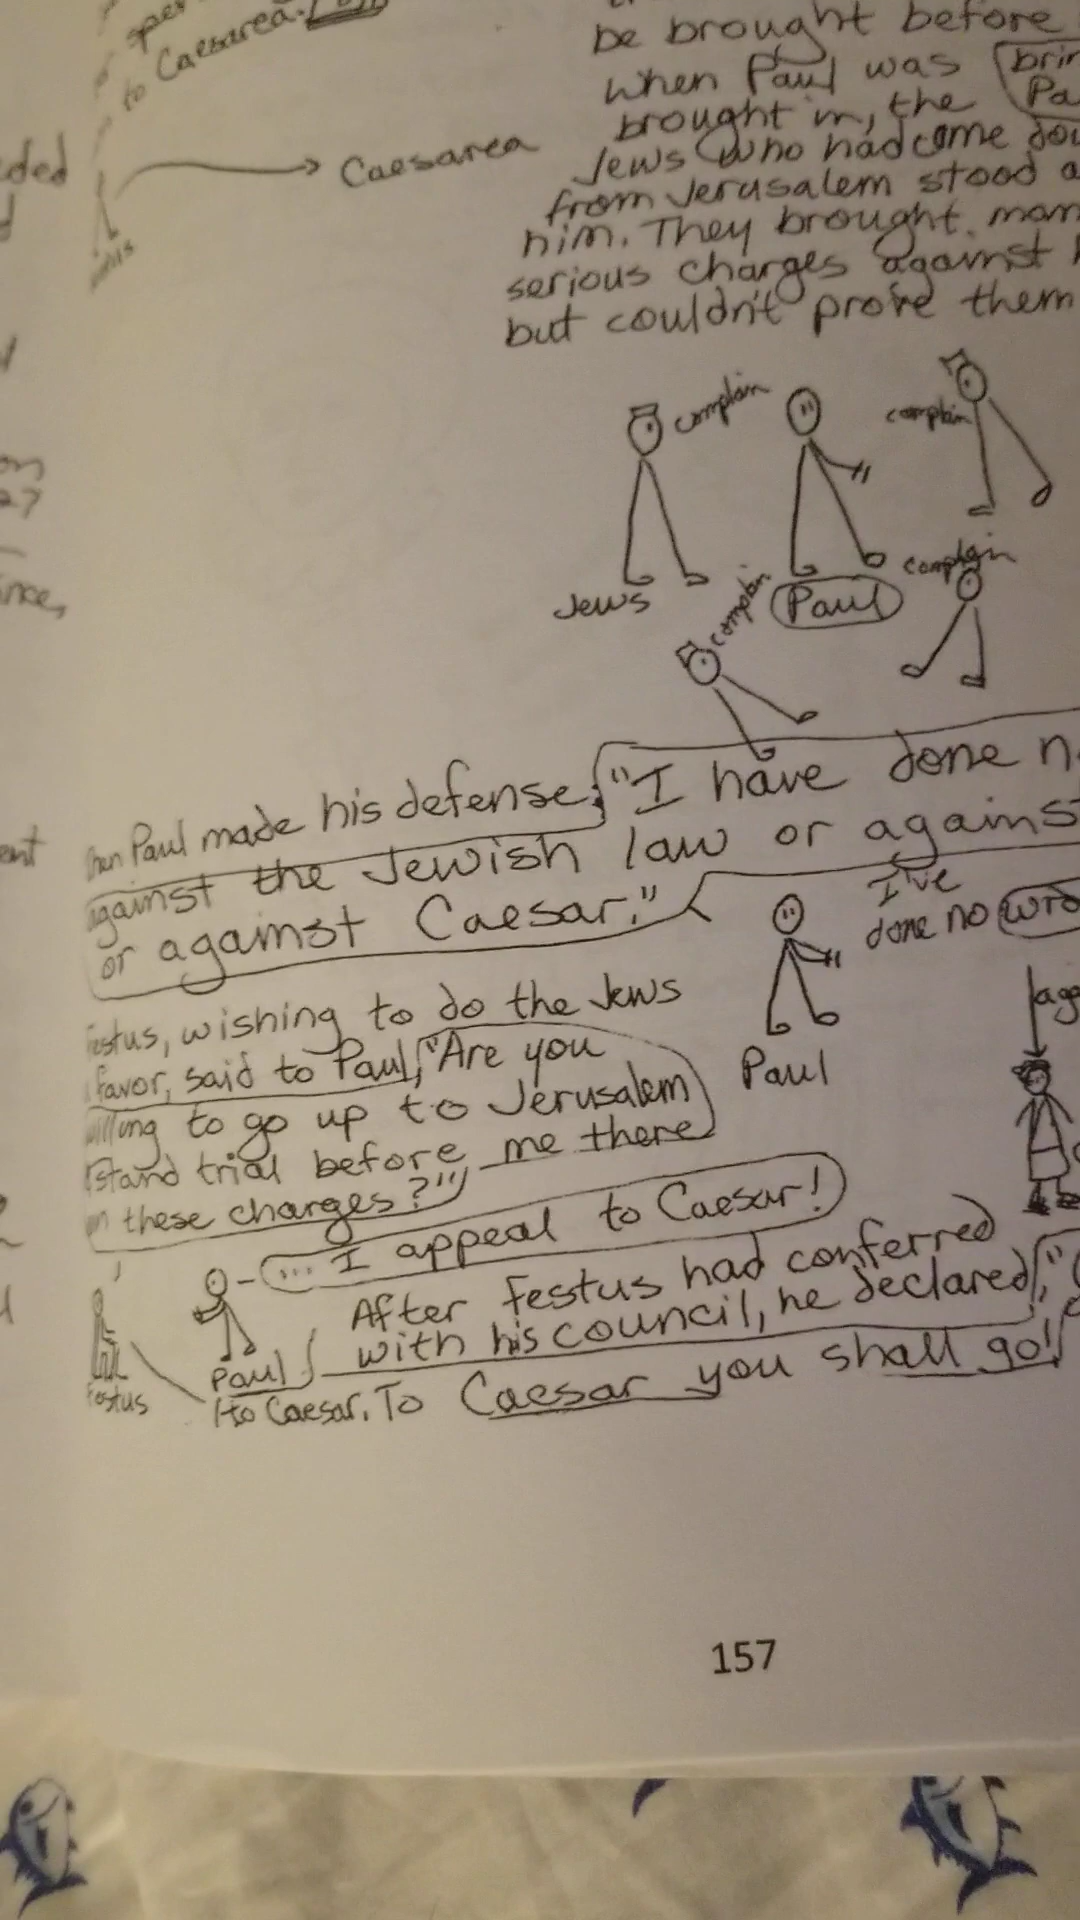 to Caesarea.
Caesarea
be brought before
when Paul was
brought in, the
Jews who had come
from Jerusalem stood
him. They brought
serious charges against
but couldn't prove them
complain
complain
complain
complain
Jews
Paul
Paul made his defense: "I have done
against the Jewish law or against
or against Caesar."
I've
done no
Paul
Festus, wishing to do the Jews
favor, said to Paul, "Are you
willing to go up to Jerusalem
stand trial before me there
on these charges?"
... I appeal to Caesar!
After Festus had conferred
with his council, he declared, "
Paul
Festus
to Caesar. To Caesar you shall go!
157